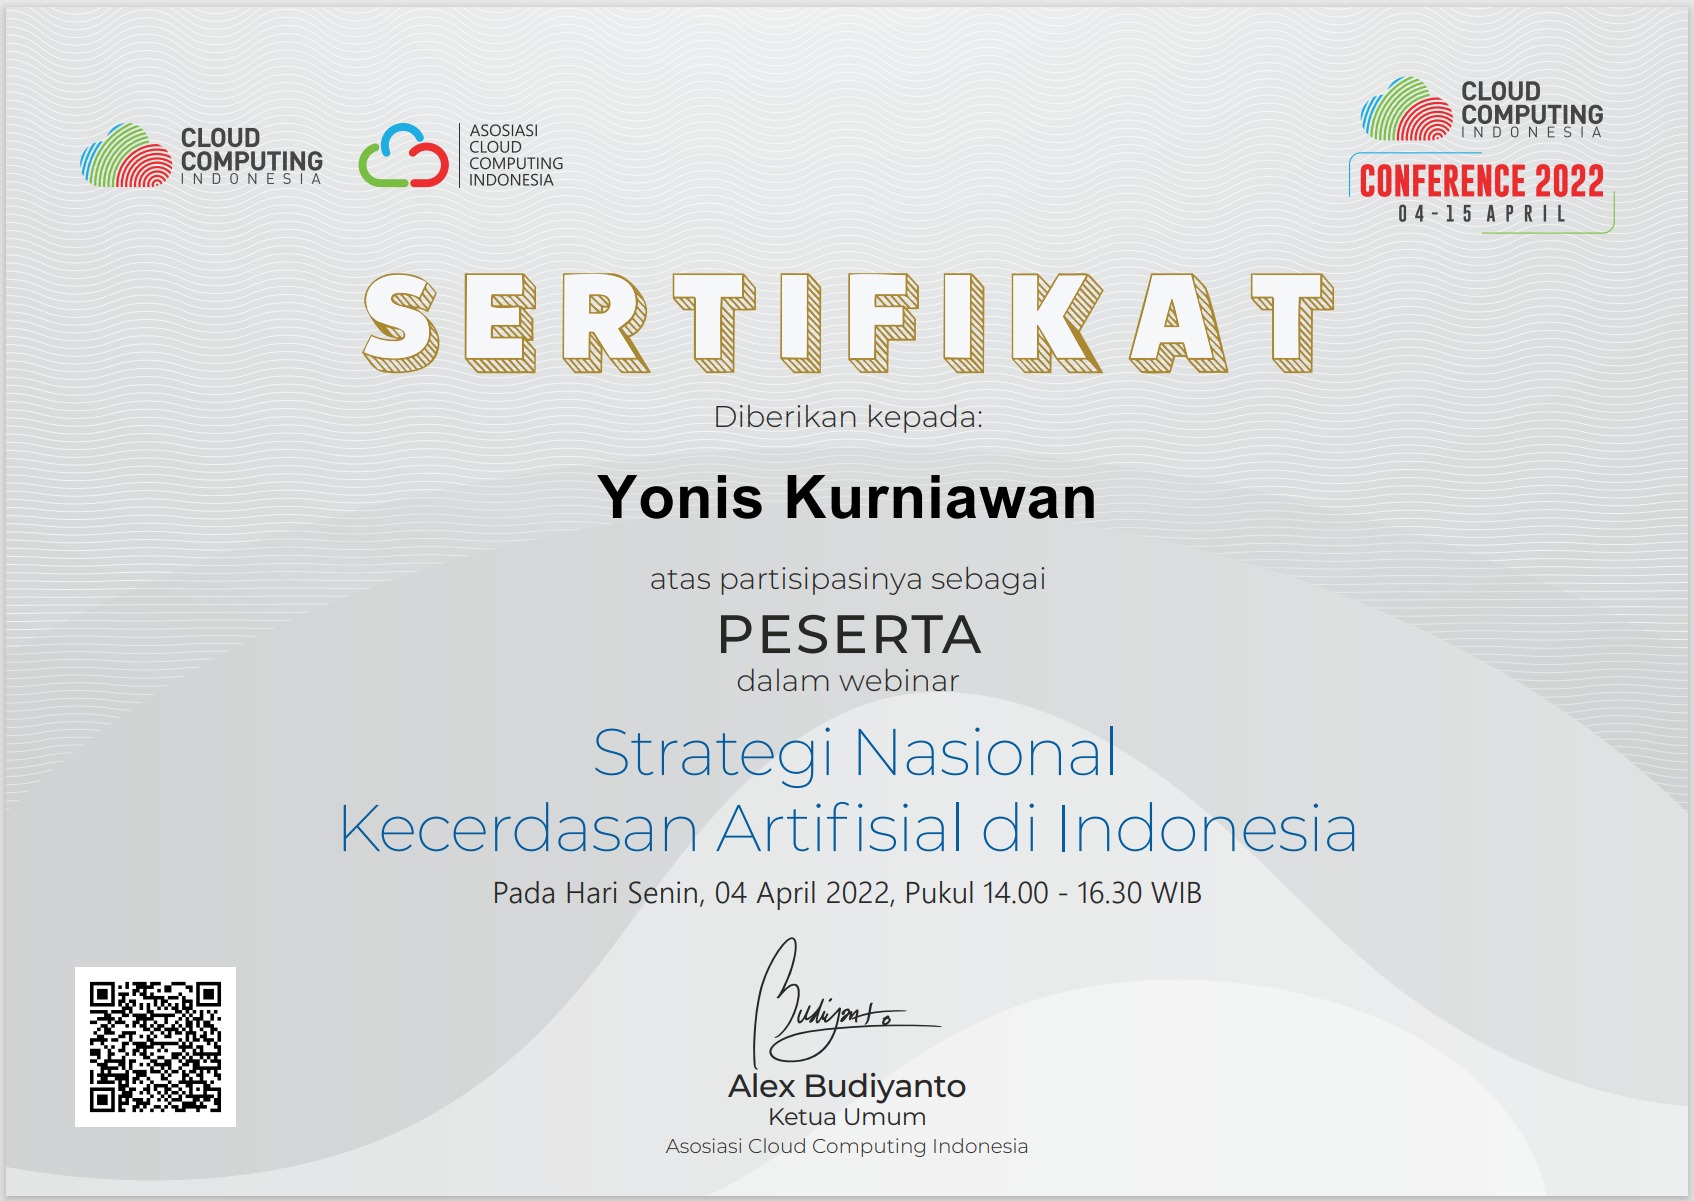 CLOUD
COMPUTING
INDONESIA
ASOSIASI
CLOUD
COMPUTING
INDONESIA
CLOUD
COMPUTING
INDONESIA
CONFERENCE 2022
04-15 APRIL
SERTIFIKAT
Diberikan kepada:
Yonis Kurniawan
atas partisipasinya sebagai
PESERTA
dalam webinar
Strategi Nasional
Kecerdasan Artifisial di Indonesia
Pada Hari Senin, 04 April 2022, Pukul 14.00 - 16.30 WIB
Budiyanto
Alex Budiyanto
Ketua Umum
Asosiasi Cloud Computing Indonesia